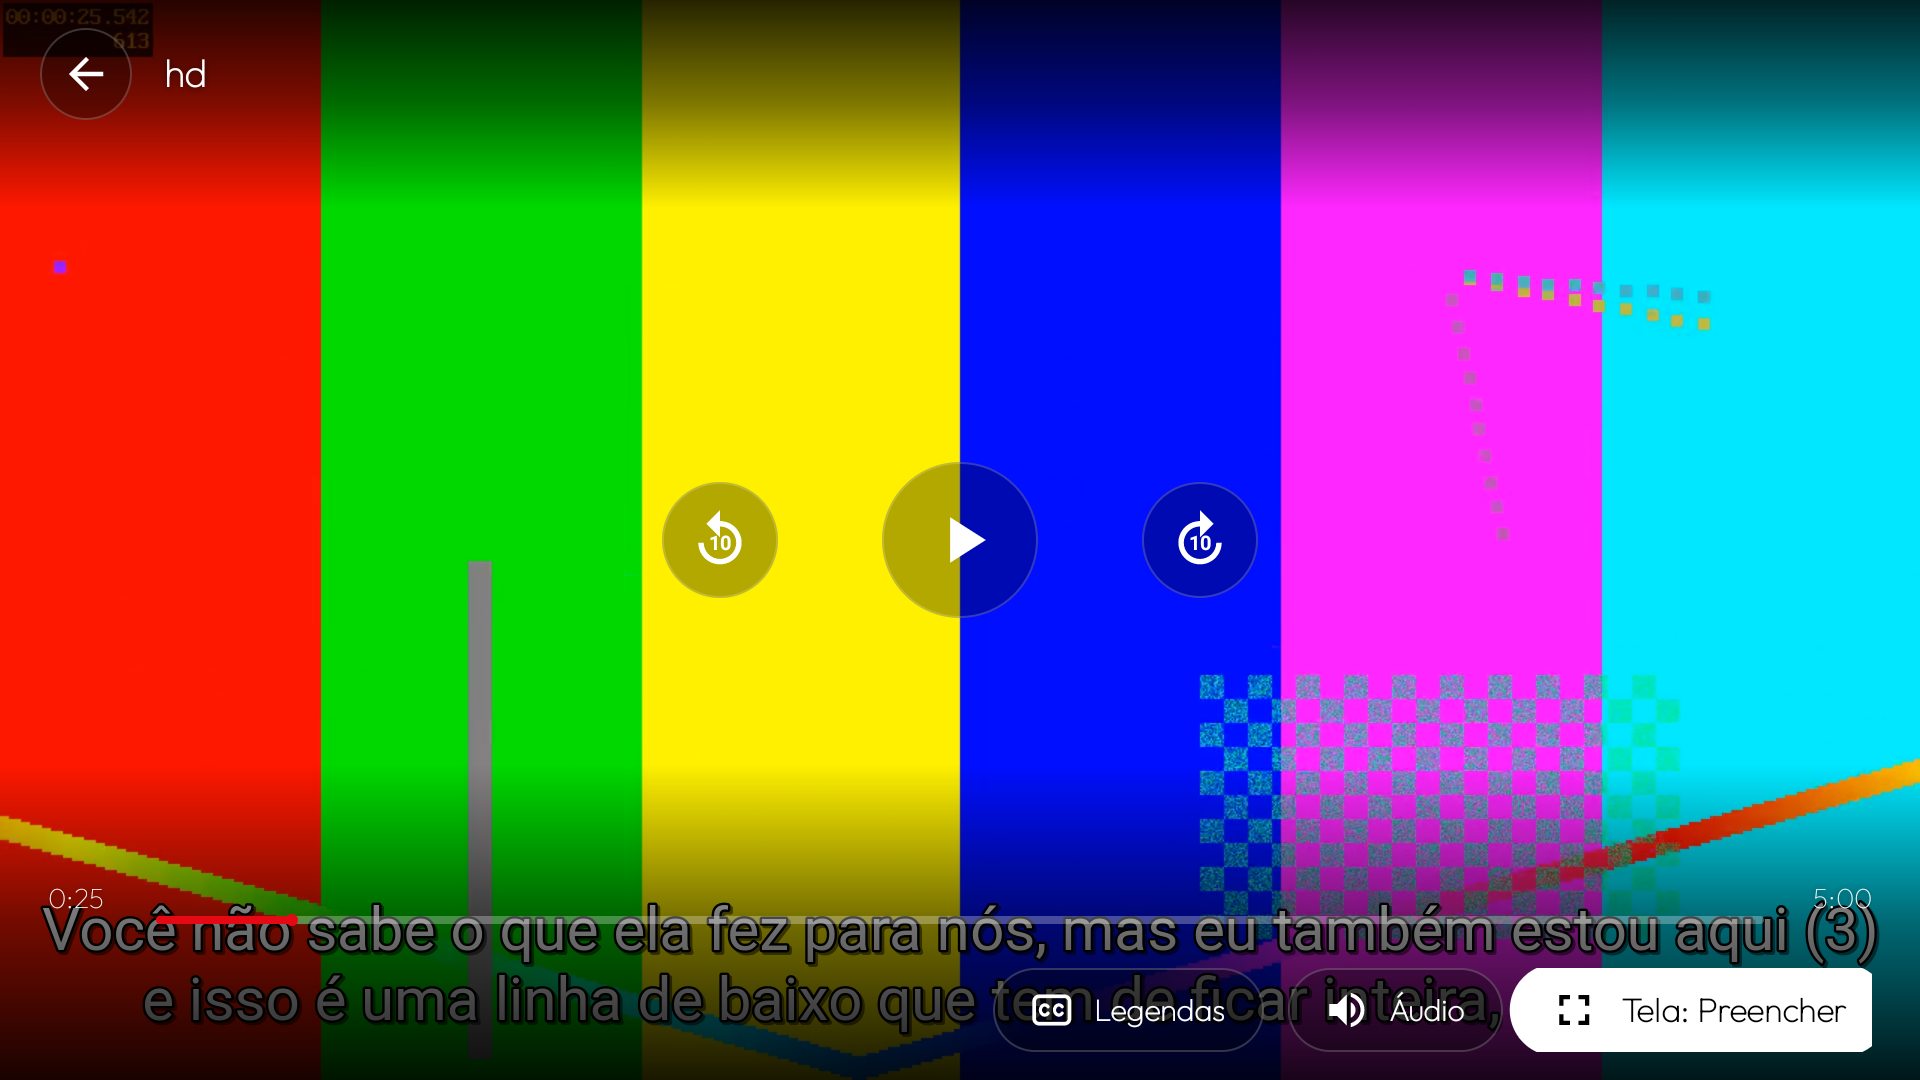 00:00:25.542
613
hd
10
10
0:25
5:00
Você não sabe o que ela fez para nós, mas eu também estou aqui (3)
e isso é uma linha de baixo que tem de ficar inteira,
CC Legendas
Áudio
Tela: Preencher